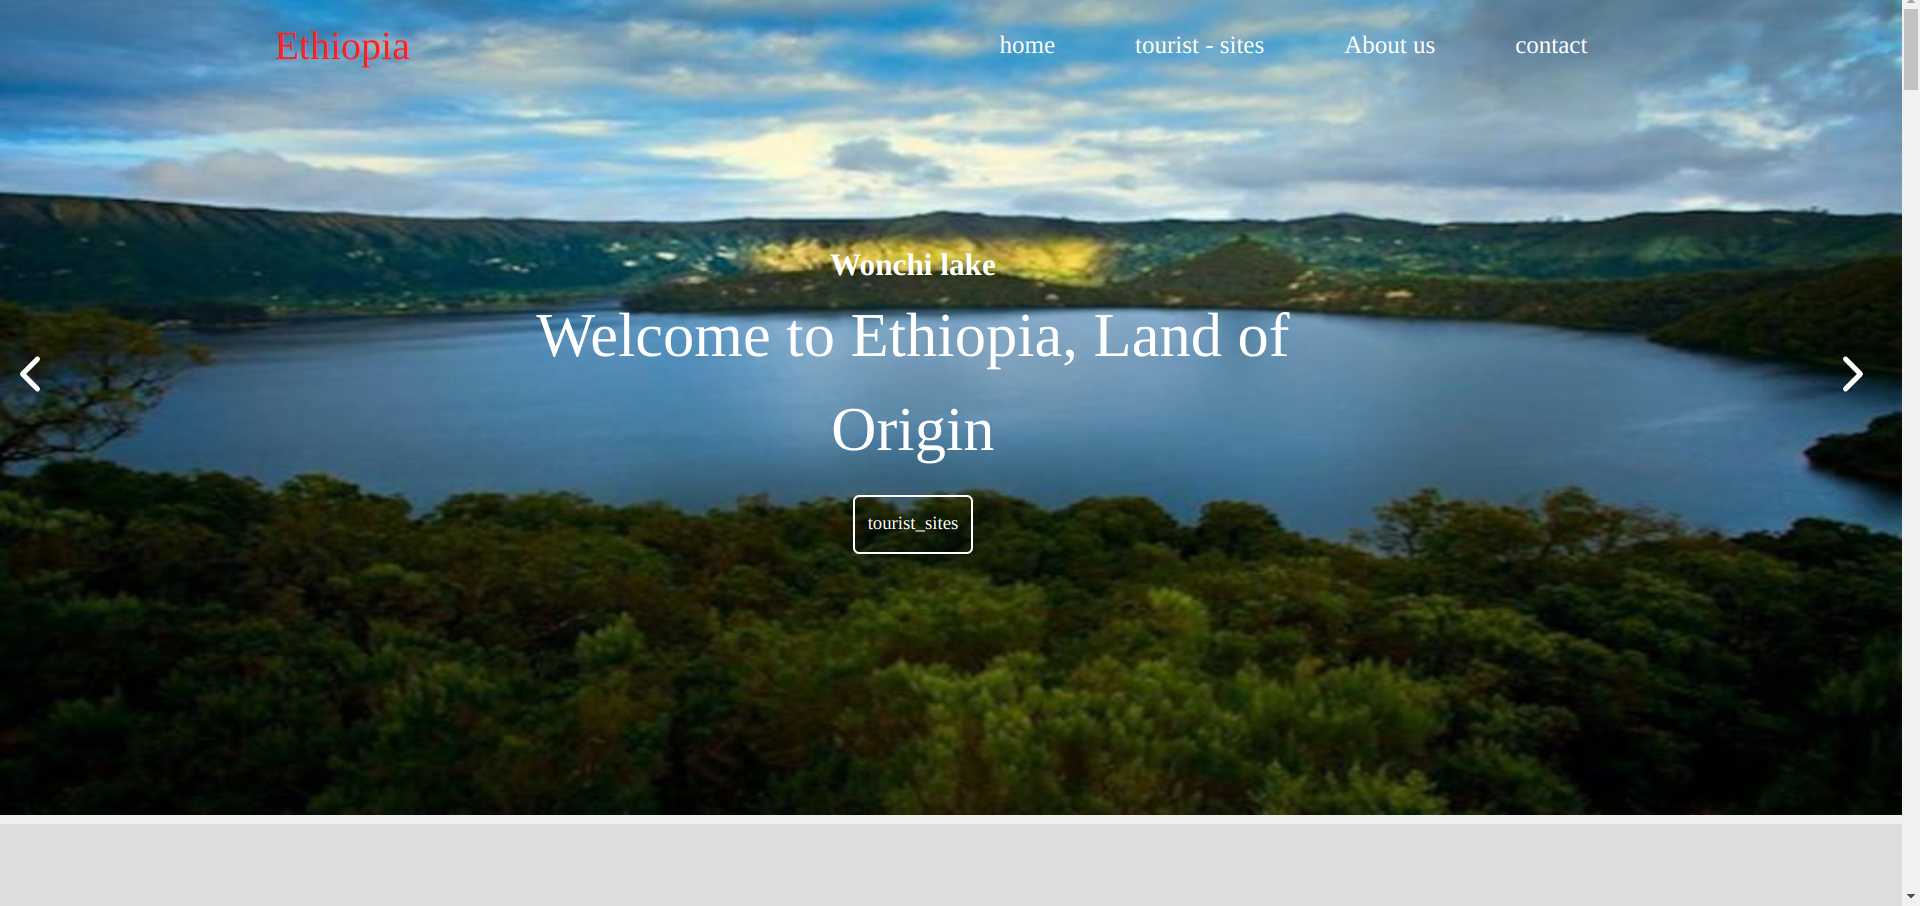 Ethiopia
home tourist - sites About us contact
Wonchi lake
Welcome to Ethiopia, Land of
Origin
tourist_sites